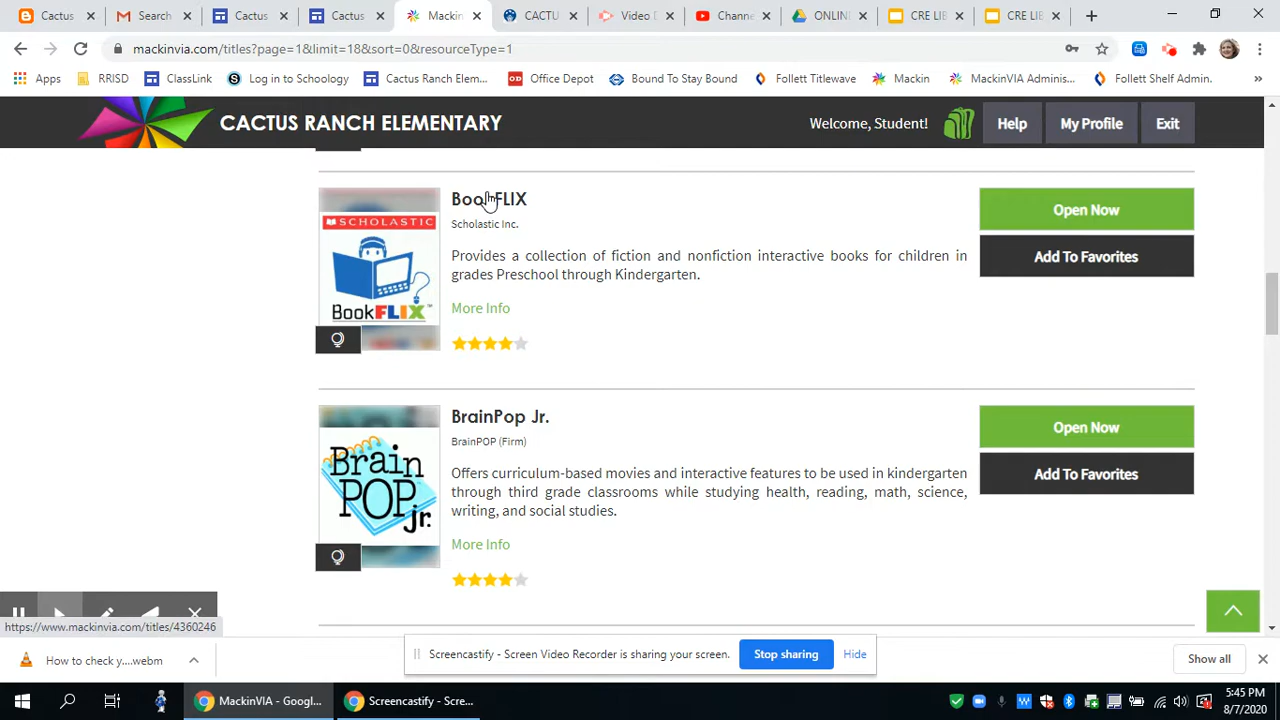 Cactus
Search
Cactus
Cactus
Mackin
CACTU
Video l
Channe
ONLINE
CRE LIB
CRE LIB
mackinvia.com/titles?page=1&limit=18&sort=0&resourceType=1
Apps
RRISD
ClassLink
Log in to Schoology
Cactus Ranch Elem...
Office Depot
Bound To Stay Bound
Follett Titlewave
Mackin
MackinVIA Adminis...
Follett Shelf Admin.
»
CACTUS RANCH ELEMENTARY
Welcome, Student!
Help
My Profile
Exit
BookFLIX
Scholastic Inc.
Provides a collection of fiction and nonfiction interactive books for children in
grades Preschool through Kindergarten.
More Info
Open Now
Add To Favorites
SCHOLASTIC
BookFLIX™
BrainPop Jr.
BrainPOP (Firm)
Offers curriculum-based movies and interactive features to be used in kindergarten
through third grade classrooms while studying health, reading, math, science,
writing, and social studies.
More Info
Open Now
Add To Favorites
Brain
POP
jr.
https://www.mackinvia.com/titles/4360246
How to check y....webm
Screencastify - Screen Video Recorder is sharing your screen.
Stop sharing
Hide
Show all
MackinVIA - Googl...
Screencastify - Scre...
5:45 PM
8/7/2020